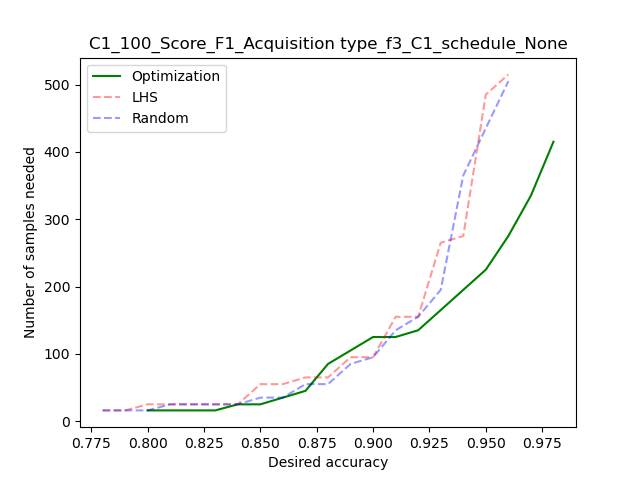 C1_100_Score_F1_Acquisition type_f3_C1_schedule_None
Optimization
LHS
Random
Number of samples needed
500
400
300
200
100
0
0.775 0.800 0.825 0.850 0.875 0.900 0.925 0.950 0.975
Desired accuracy